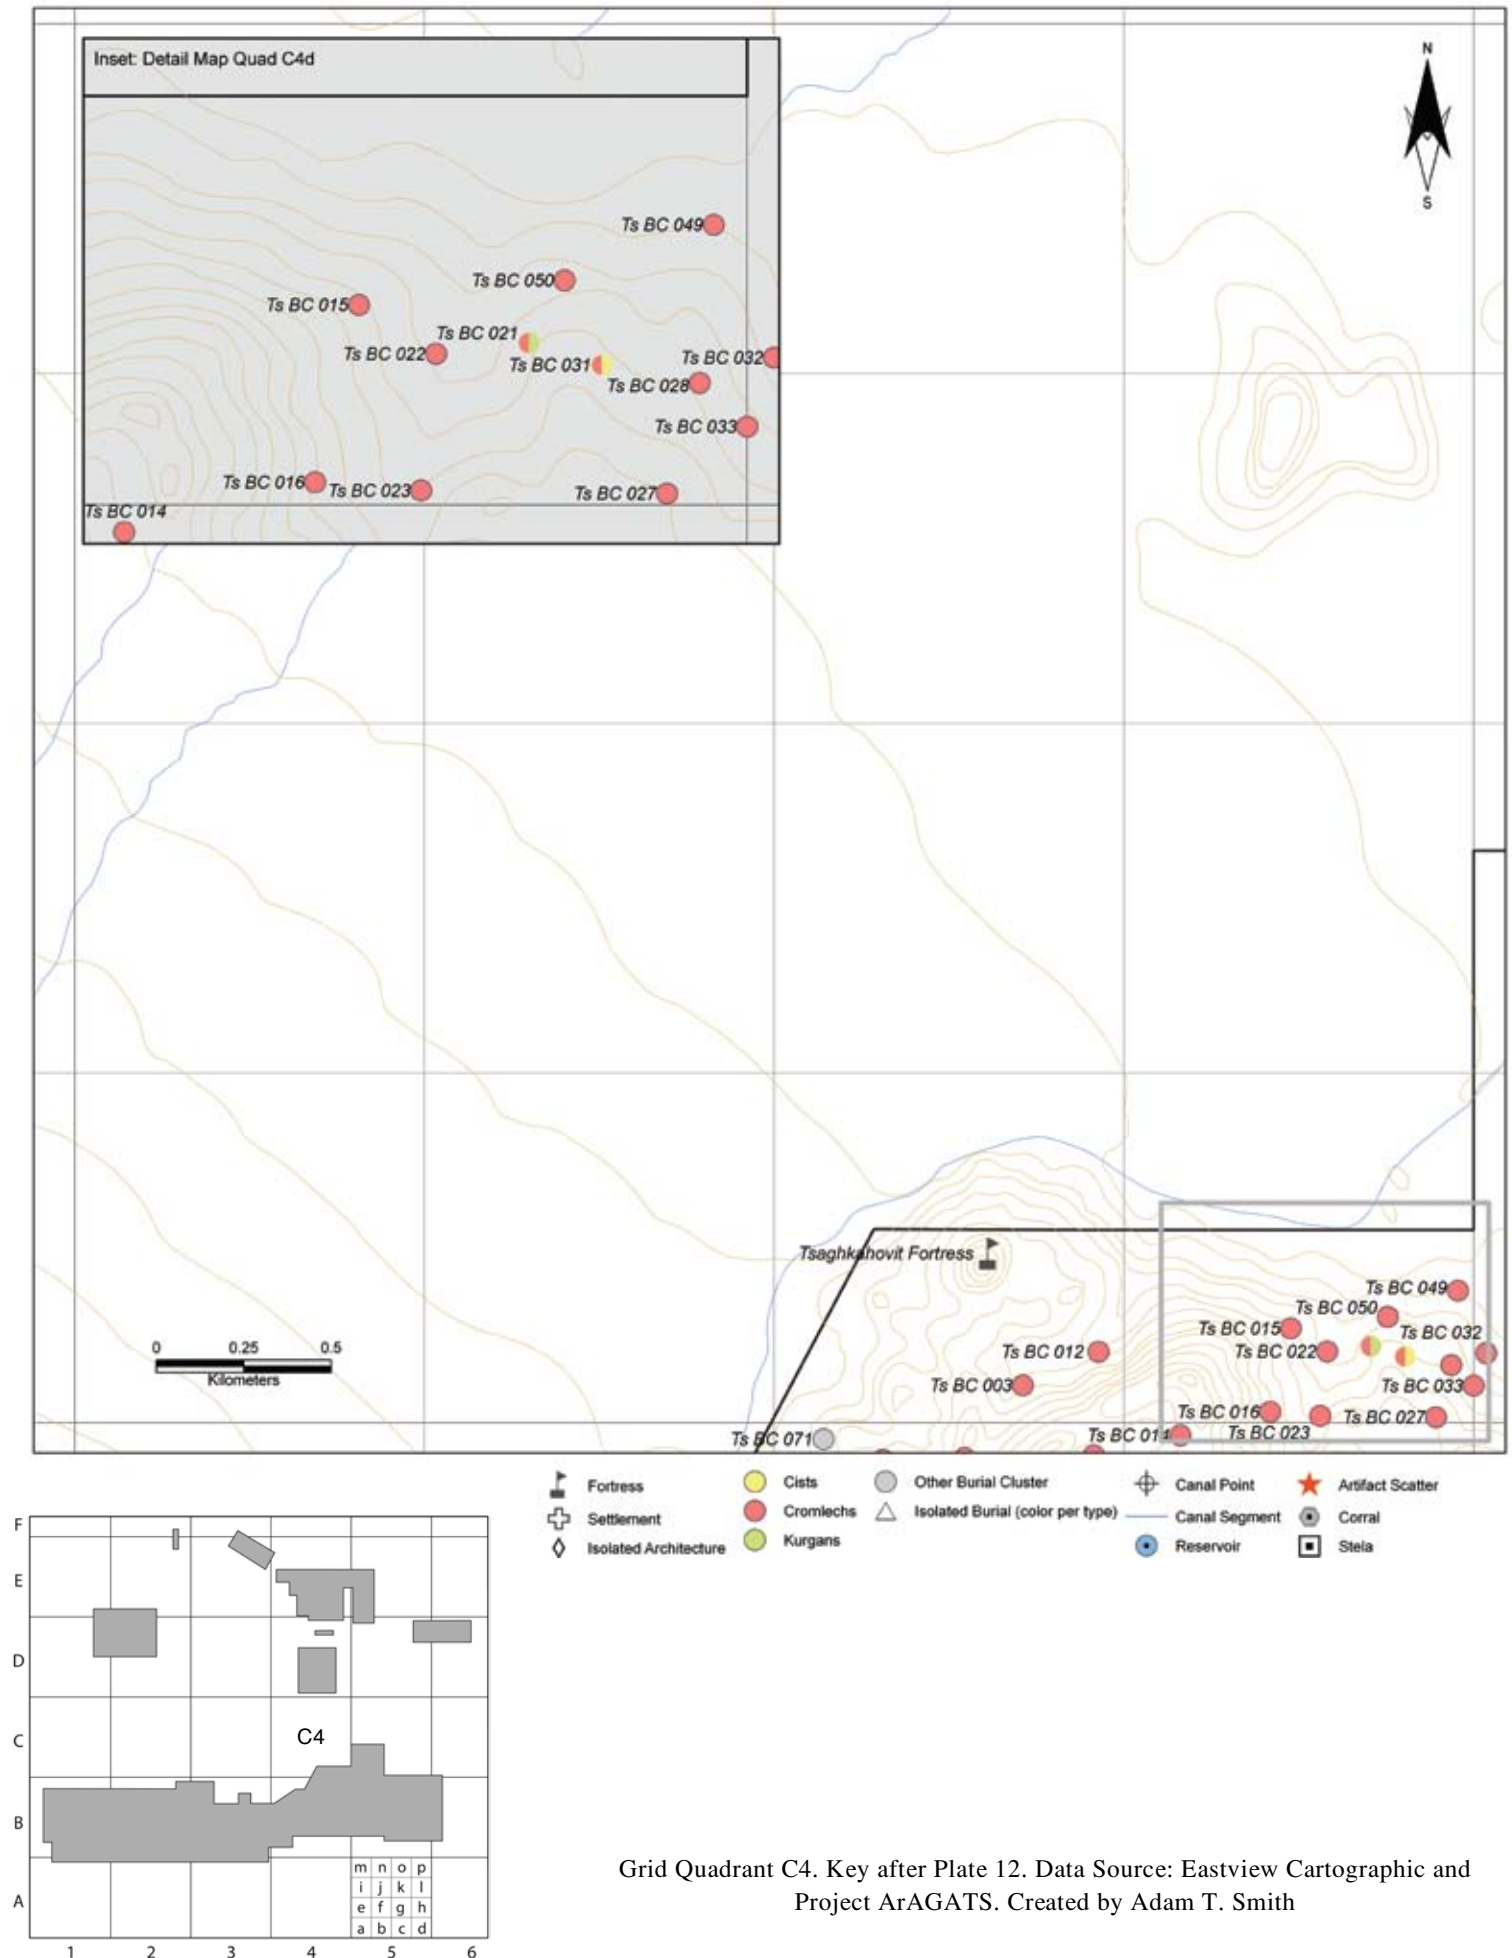 Inset: Detail Map Quad C4d
N
S
Ts BC 049
Ts BC 050
Ts BC 015
Ts BC 021
Ts BC 022
Ts BC 031
Ts BC 032
Ts BC 028
Ts BC 033
Ts BC 016
Ts BC 023
Ts BC 027
Ts BC 014
Tsaghkahovit Fortress
Ts BC 049
Ts BC 050
Ts BC 015
Ts BC 032
Ts BC 012
Ts BC 022
Ts BC 003
Ts BC 033
Ts BC 016
Ts BC 027
Ts BC 023
Ts BC 071
Ts BC 014
0 0.25 0.5
Kilometers
Fortress
Settlement
Isolated Architecture
Cists
Cromlechs
Kurgans
Other Burial Cluster
Isolated Burial (color per type)
Canal Point
Canal Segment
Reservoir
Artifact Scatter
Corral
Stela
F
E
D
C
B
A
C4
m n o p
i j k l
e f g h
a b c d
1 2 3 4 5 6
Grid Quadrant C4. Key after Plate 12. Data Source: Eastview Cartographic and
Project ArAGATS. Created by Adam T. Smith